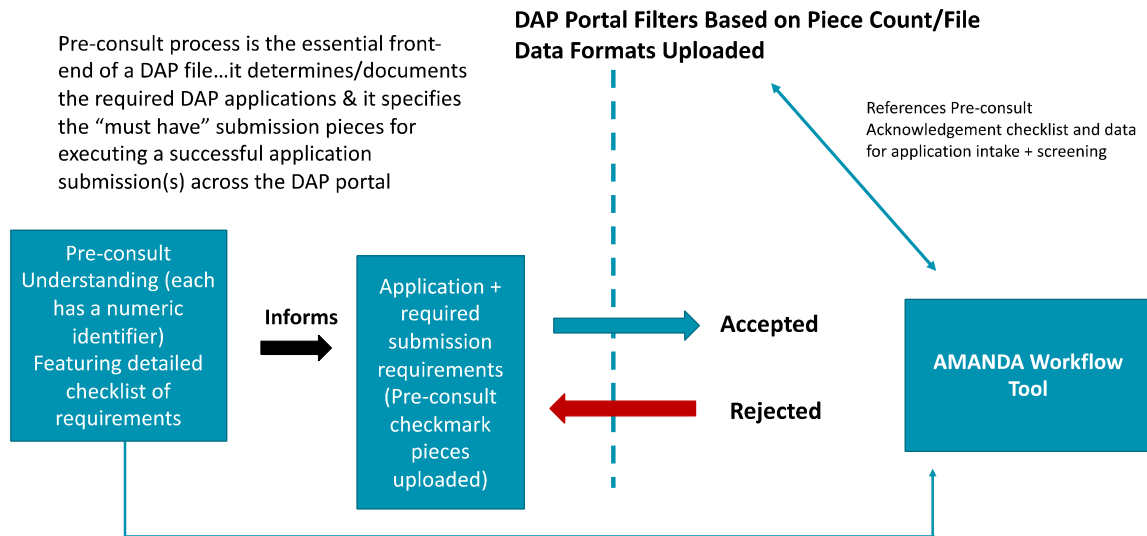 DAP Portal Filters Based on Piece Count/File
Data Formats Uploaded
Pre-consult process is the essential front-
end of a DAP file…it determines/documents
the required DAP applications & it specifies
the “must have” submission pieces for
executing a successful application
submission(s) across the DAP portal
References Pre-consult
Acknowledgement checklist and data
for application intake + screening
Pre-consult
Understanding (each
has a numeric
identifier)
Featuring detailed
checklist of
requirements
Informs
Application +
required
submission
requirements
(Pre-consult
checkmark
pieces
uploaded)
Accepted
Rejected
AMANDA Workflow
Tool